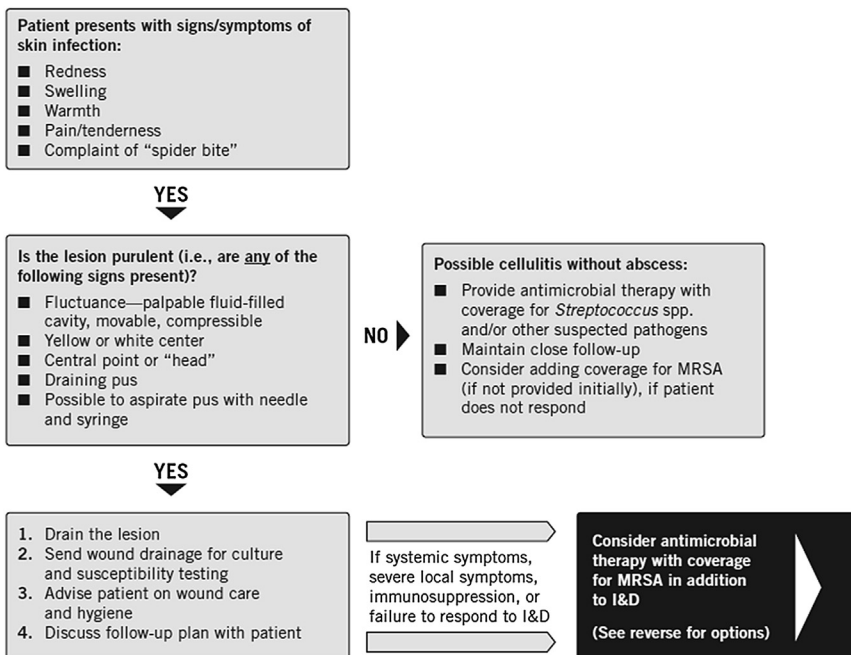 Patient presents with signs/symptoms of
skin infection:
■ Redness
■ Swelling
■ Warmth
■ Pain/tenderness
■ Complaint of “spider bite”
YES
Is the lesion purulent (i.e., are any of the
following signs present)?
■ Fluctuance—palpable fluid-filled
cavity, movable, compressible
■ Yellow or white center
■ Central point or “head”
■ Draining pus
■ Possible to aspirate pus with needle
and syringe
NO
Possible cellulitis without abscess:
■ Provide antimicrobial therapy with
coverage for Streptococcus spp.
and/or other suspected pathogens
■ Maintain close follow-up
■ Consider adding coverage for MRSA
(if not provided initially), if patient
does not respond
YES
1. Drain the lesion
2. Send wound drainage for culture
and susceptibility testing
3. Advise patient on wound care
and hygiene
4. Discuss follow-up plan with patient
If systemic symptoms,
severe local symptoms,
immunosuppression, or
failure to respond to I&D
Consider antimicrobial
therapy with coverage
for MRSA in addition
to I&D
(See reverse for options)